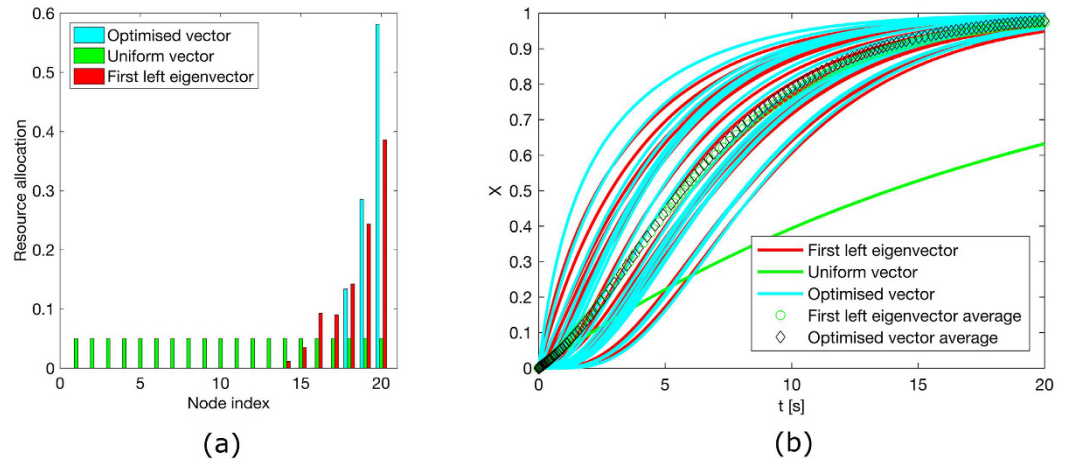 0.6
0.5
0.4
0.3
0.2
0.1
0
Resource allocation
Optimised vector
Uniform vector
First left eigenvector
0 5 10 15 20
Node index
(a)
1
0.9
0.8
0.7
0.6
0.5
0.4
0.3
0.2
0.1
0
X
First left eigenvector
Uniform vector
Optimised vector
First left eigenvector average
Optimised vector average
0 5 10 15 20
t [s]
(b)